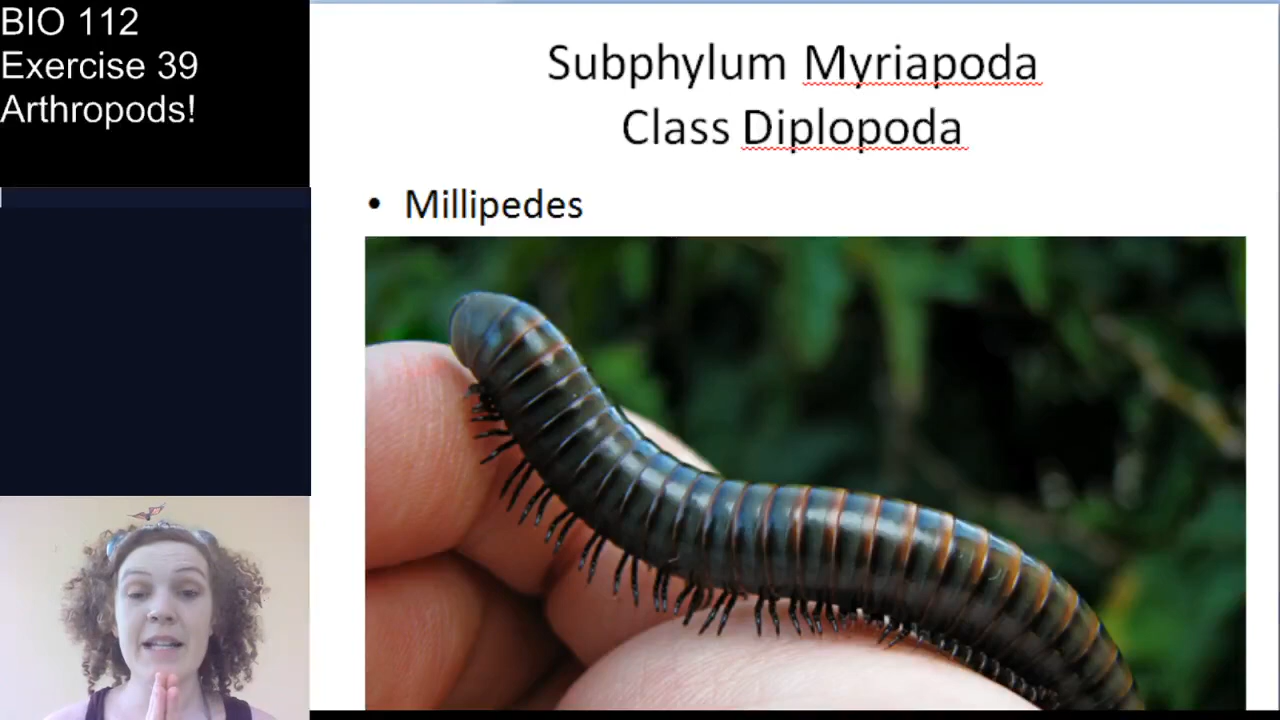 BIO 112
Exercise 39
Arthropods!
Subphylum Myriapoda
Class Diplopoda
• Millipedes